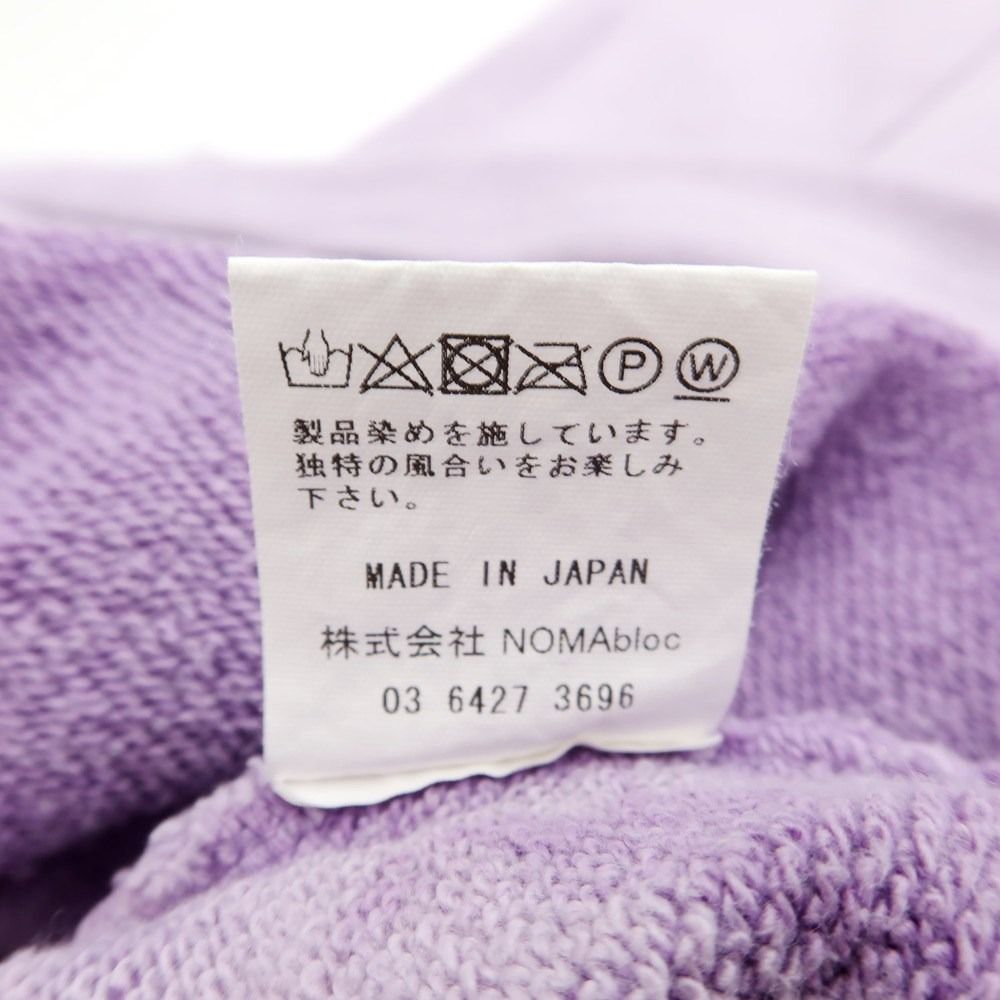 P W
製品染めを施しています。
独特の風合いをお楽しみ
下さい。
MADE IN JAPAN
株式会社 NOMAbloc
03 6427 3696